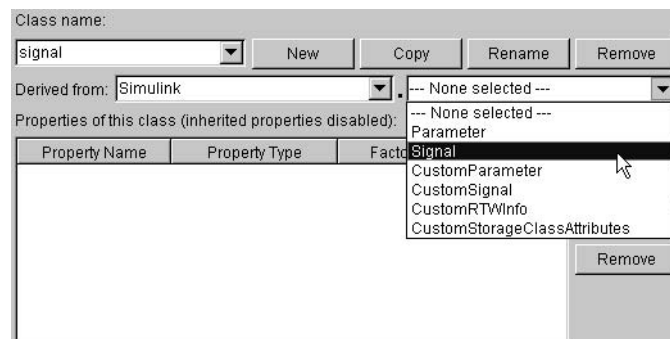 Class name:
signal New Copy Rename Remove
Derived from: Simulink . --- None selected ---
--- None selected ---
Properties of this class (inherited properties disabled):
Parameter
Property Name Property Type Facto Signal
CustomParameter
CustomSignal
CustomRTWInfo
CustomStorageClassAttributes
Remove